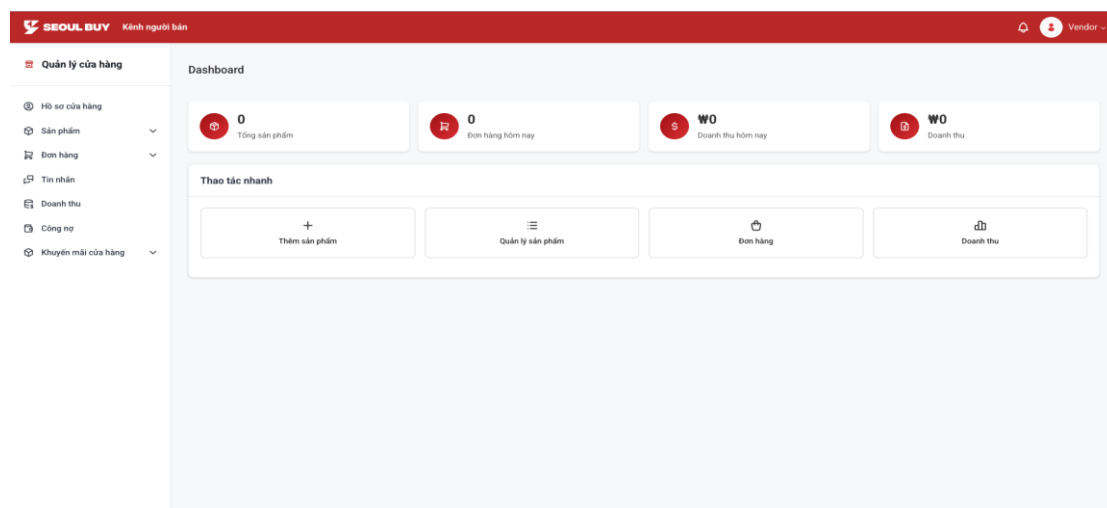 SEOUL BUY Kênh người bán
Vendor
Quản lý cửa hàng
Hồ sơ cửa hàng
Sản phẩm
Đơn hàng
Tin nhắn
Doanh thu
Công nợ
Khuyến mãi cửa hàng
Dashboard
0
Tổng sản phẩm
0
Đơn hàng hôm nay
₩0
Doanh thu hôm nay
₩0
Doanh thu
Thao tác nhanh
Thêm sản phẩm
Quản lý sản phẩm
Đơn hàng
Doanh thu